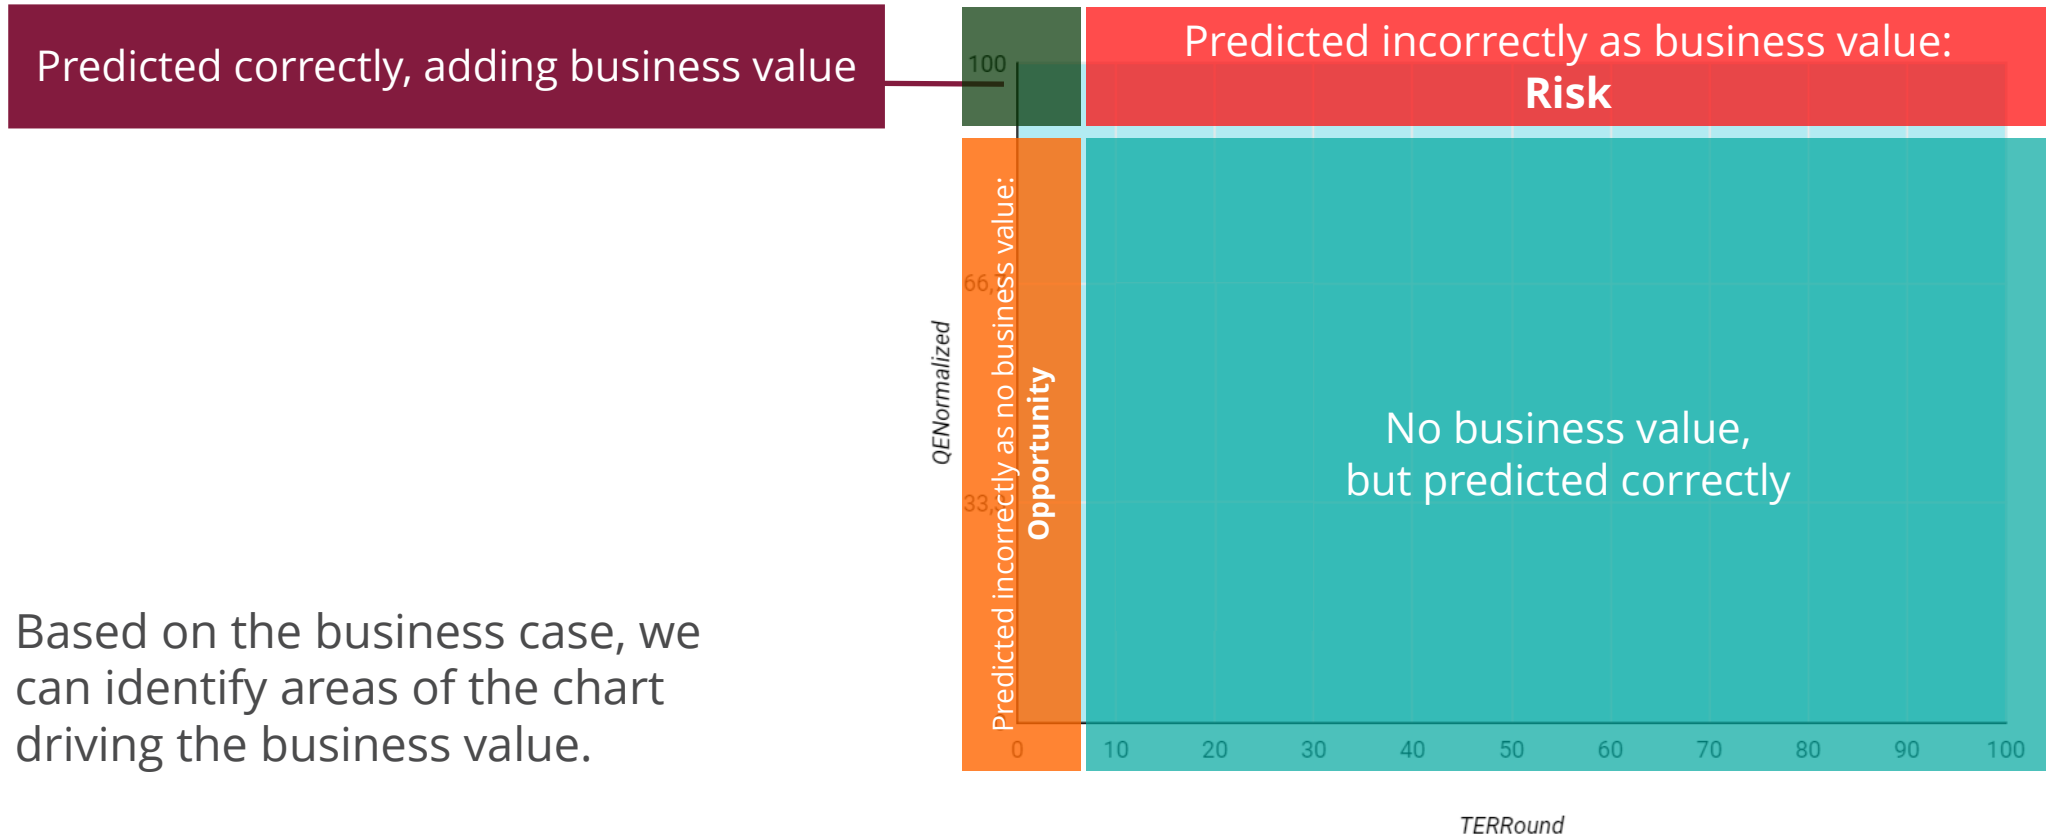 Predicted correctly, adding business value
Predicted incorrectly as business value:
Risk
100
66,
33,
Predicted incorrectly as no business value:
Opportunity
QENormalized
No business value,
but predicted correctly
Based on the business case, we
can identify areas of the chart
driving the business value.
0 10 20 30 40 50 60 70 80 90 100
TERRound